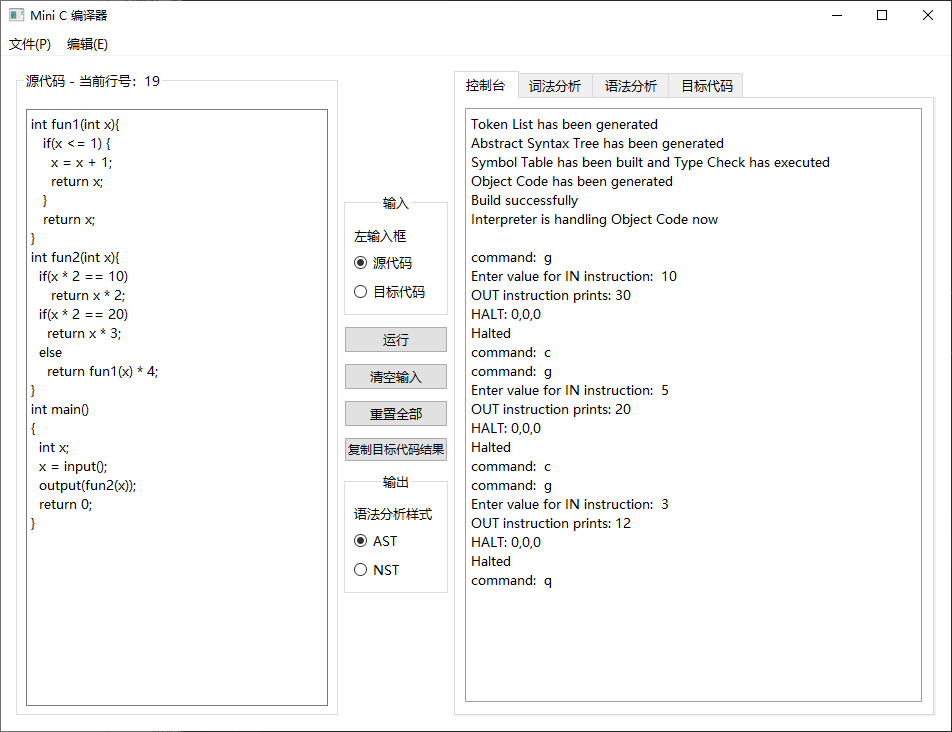 Mini C 编译器
文件(P) 编辑(E)
源代码 - 当前行号：19
int fun1(int x){
if(x <= 1) {
x = x + 1;
return x;
}
return x;
}
int fun2(int x){
if(x * 2 == 10)
return x * 2;
if(x * 2 == 20)
return x * 3;
else
return fun1(x) * 4;
}
int main()
{
int x;
x = input();
output(fun2(x));
return 0;
}
输入
左输入框
源代码
目标代码
运行
清空输入
重置全部
复制目标代码结果
输出
语法分析样式
AST
NST
控制台 词法分析 语法分析 目标代码
Token List has been generated
Abstract Syntax Tree has been generated
Symbol Table has been built and Type Check has executed
Object Code has been generated
Build successfully
Interpreter is handling Object Code now
command: g
Enter value for IN instruction: 10
OUT instruction prints: 30
HALT: 0,0,0
Halted
command: c
command: g
Enter value for IN instruction: 5
OUT instruction prints: 20
HALT: 0,0,0
Halted
command: c
command: g
Enter value for IN instruction: 3
OUT instruction prints: 12
HALT: 0,0,0
Halted
command: q